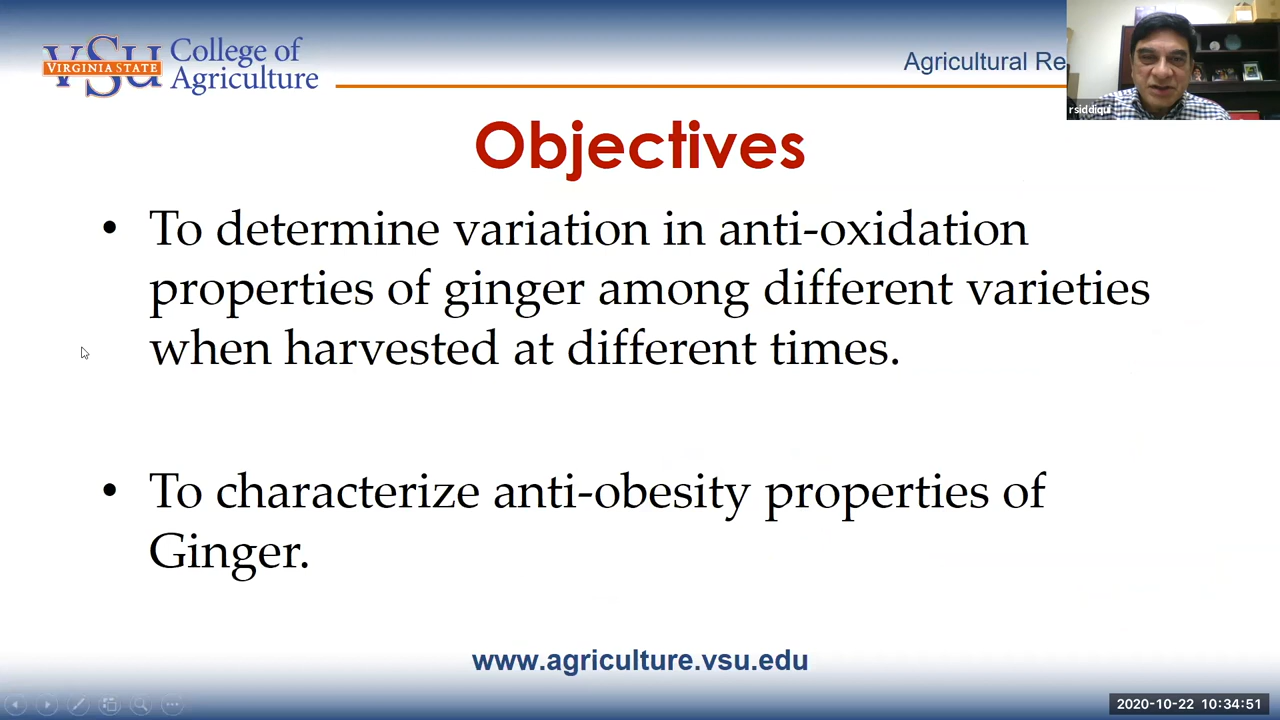 VSU
VIRGINIA STATE
College of
Agriculture
Agricultural Re
rsiddiqui
Objectives
• To determine variation in anti-oxidation
properties of ginger among different varieties
when harvested at different times.
• To characterize anti-obesity properties of
Ginger.
www.agriculture.vsu.edu
2020-10-22 10:34:51